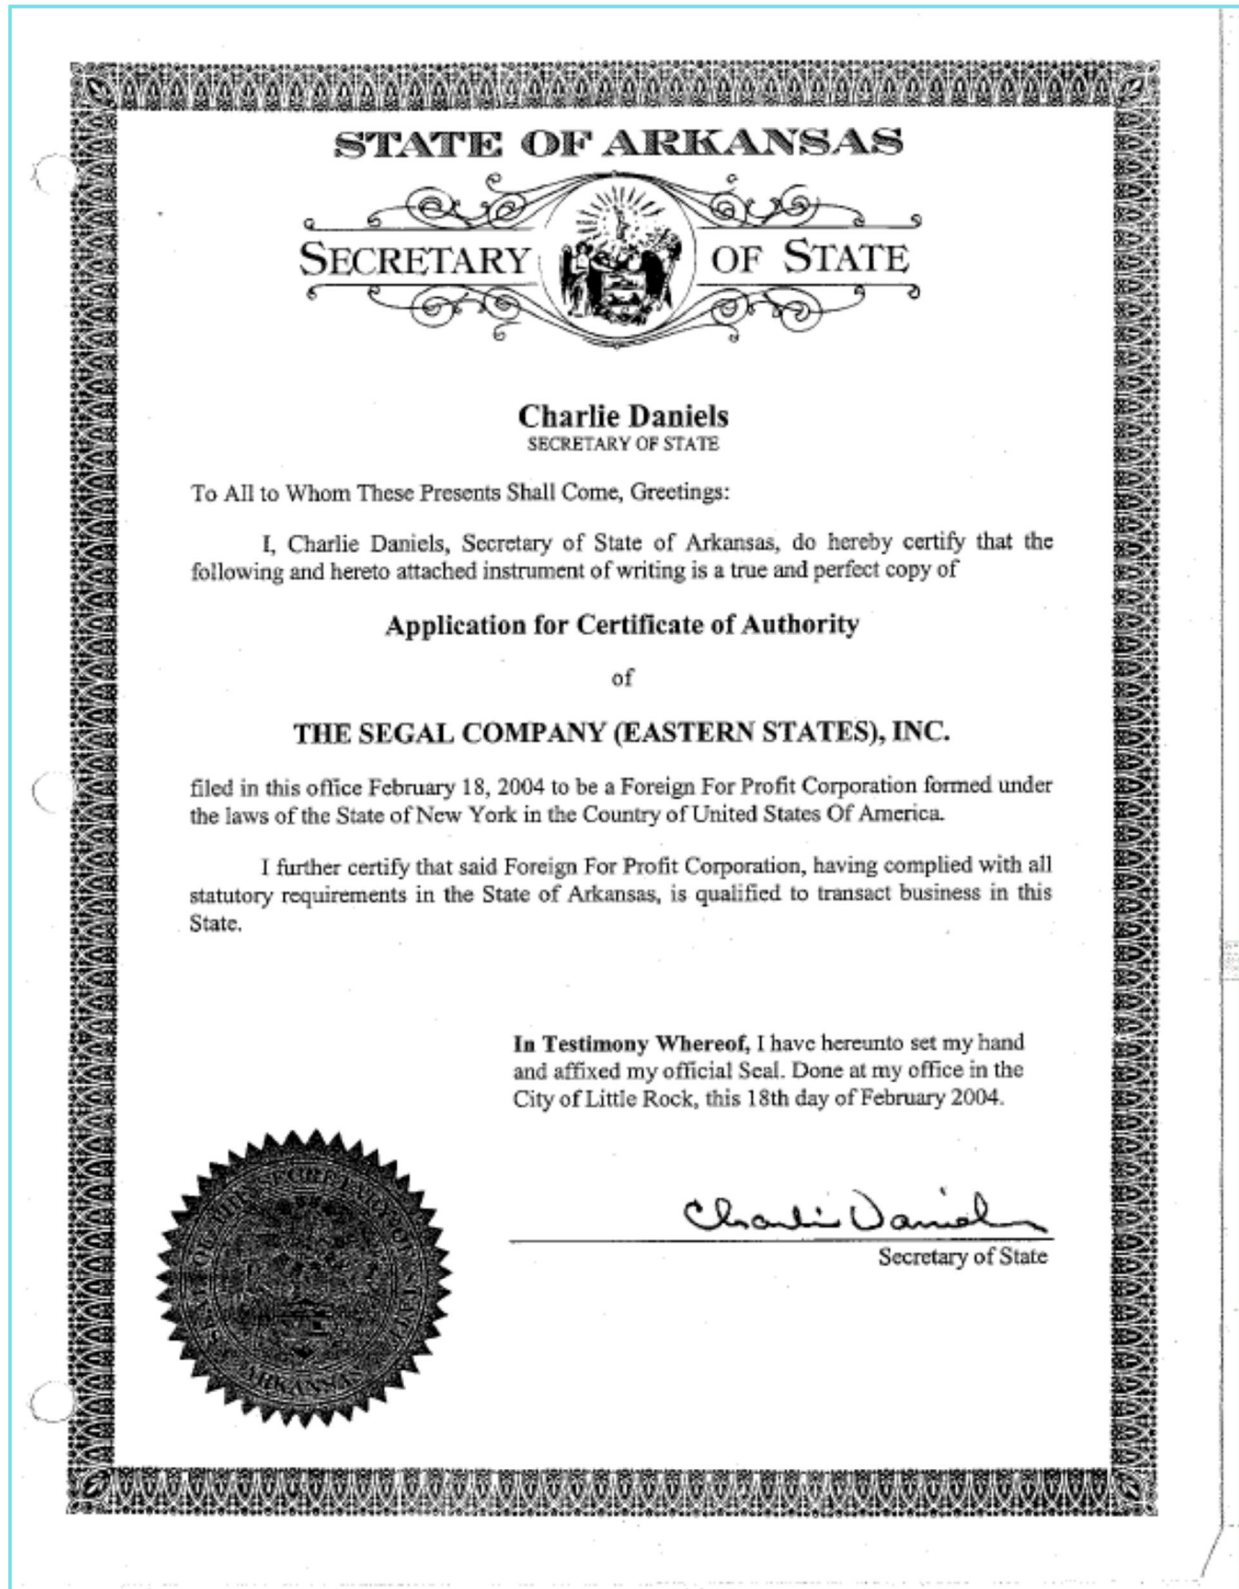 STATE OF ARKANSAS
SECRETARY OF STATE
Charlie Daniels
SECRETARY OF STATE
To All to Whom These Presents Shall Come, Greetings:
I, Charlie Daniels, Secretary of State of Arkansas, do hereby certify that the
following and hereto attached instrument of writing is a true and perfect copy of
Application for Certificate of Authority
of
THE SEGAL COMPANY (EASTERN STATES), INC.
filed in this office February 18, 2004 to be a Foreign For Profit Corporation formed under
the laws of the State of New York in the Country of United States Of America.
I further certify that said Foreign For Profit Corporation, having complied with all
statutory requirements in the State of Arkansas, is qualified to transact business in this
State.
In Testimony Whereof, I have hereunto set my hand
and affixed my official Seal. Done at my office in the
City of Little Rock, this 18th day of February 2004.
Charlie Daniels
Secretary of State
SEAL OF THE SECRETARY OF STATE
ARKANSAS